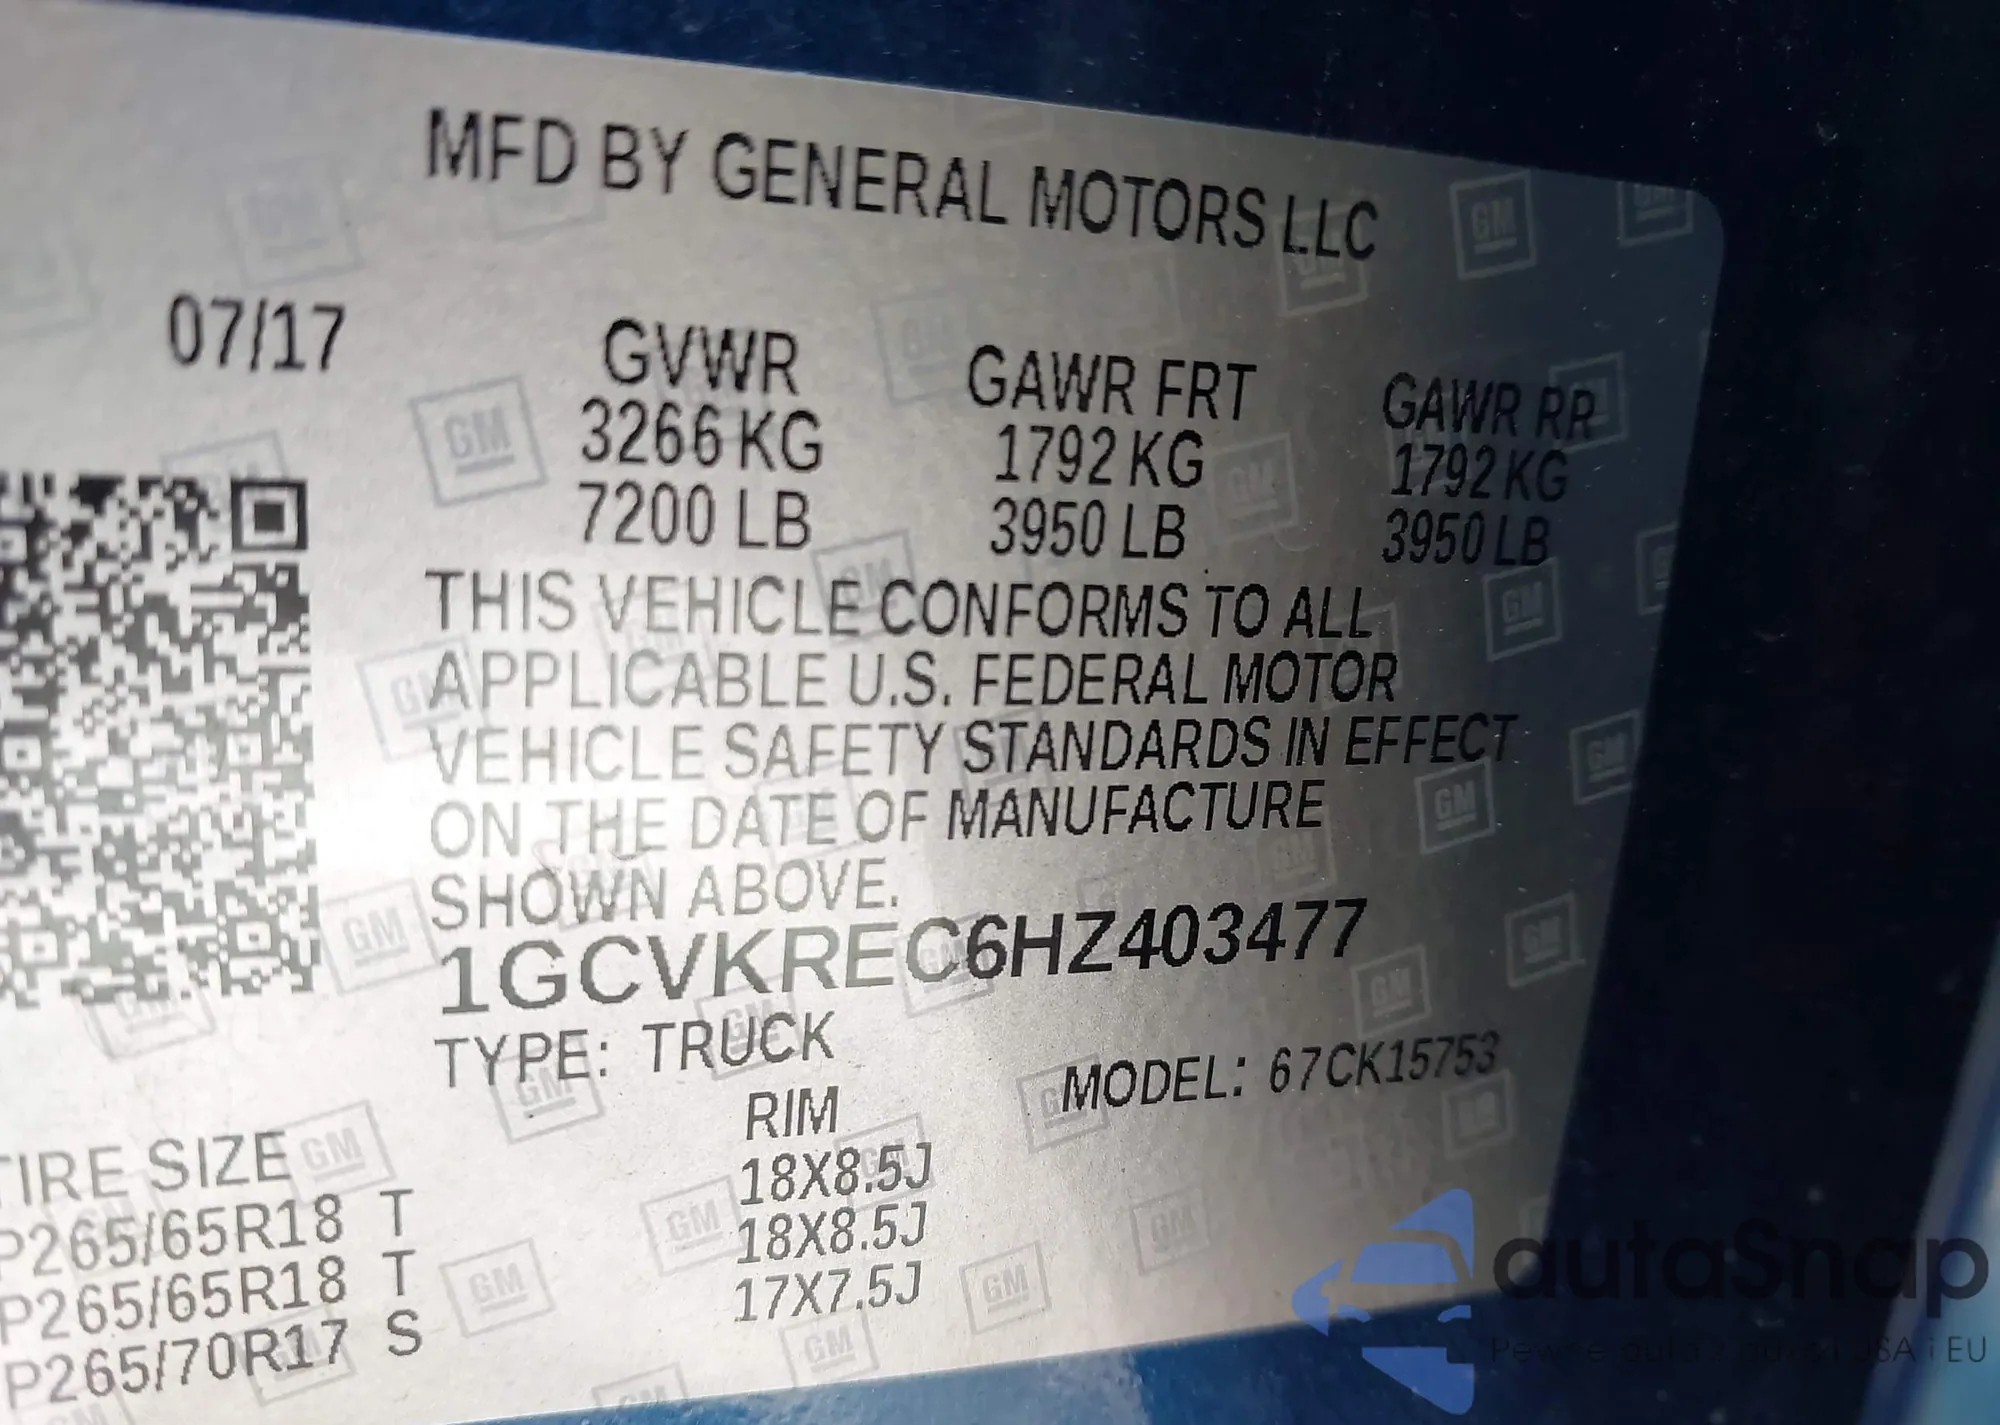 MFD BY GENERAL MOTORS LLC
07/17
GVWR GAWR FRT GAWR RR
3266 KG 1792 KG 1792 KG
7200 LB 3950 LB 3950 LB
THIS VEHICLE CONFORMS TO ALL
APPLICABLE U.S. FEDERAL MOTOR
VEHICLE SAFETY STANDARDS IN EFFECT
ON THE DATE OF MANUFACTURE
SHOWN ABOVE.
1GCVKREC6HZ403477
TYPE: TRUCK MODEL: 67CK15753
TIRE SIZE RIM
P265/65R18 T 18X8.5J
P265/65R18 T 18X8.5J
P265/70R17 S 17X7.5J
autaSnap
USA i EU